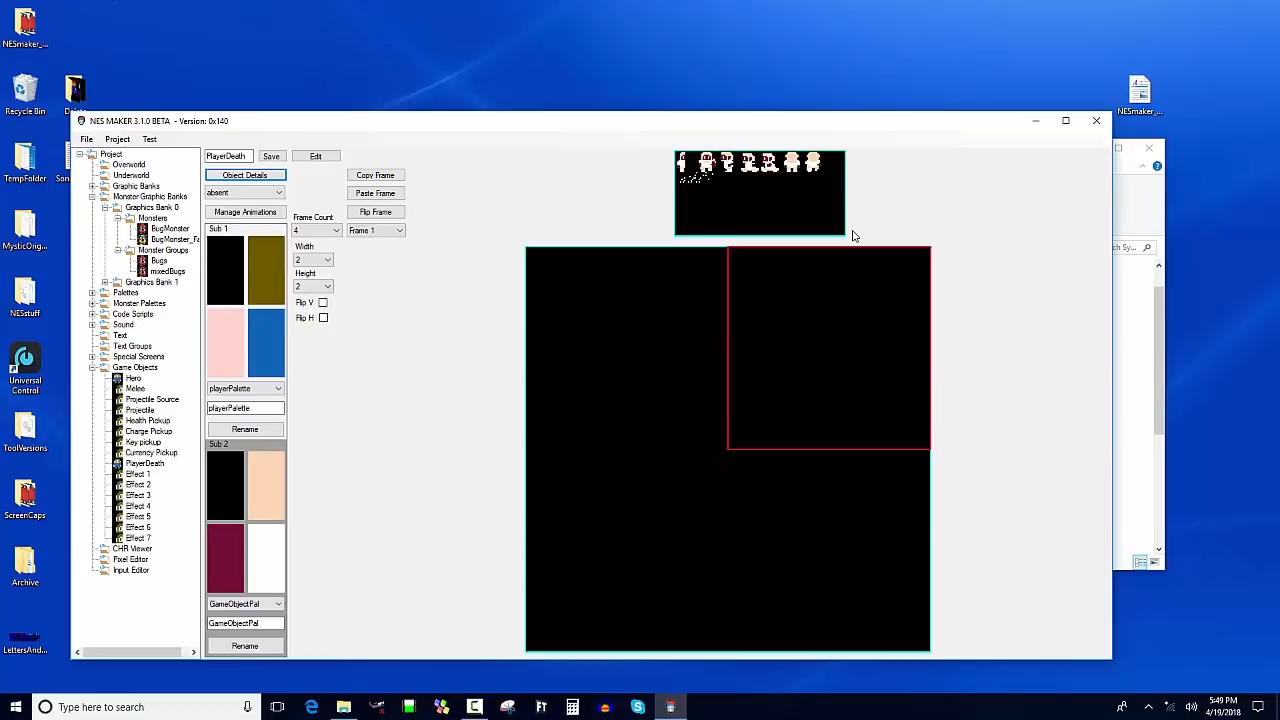 NESmaker_...
Recycle Bin
TempFolder
MysticOrig...
NEStuff
Universal
Control
ToolVersions
ScreenCaps
Archive
LettersAnd...
NESmaker_...
NES MAKER 3.1.0 BETA - Version: 0x140
File Project Test
Project
Overworld
Underworld
Graphic Banks
Monster Graphic Banks
Graphics Bank 0
Monsters
BugMonster
BugMonster_Fa
Monster Groups
Bugs
mixedBugs
Graphics Bank 1
Palettes
Monster Palettes
Code Scripts
Sound
Text
Text Groups
Special Screens
Game Objects
Hero
Melee
Projectile Source
Projectile
Health Pickup
Charge Pickup
Key pickup
Currency Pickup
PlayerDeath
Effect 1
Effect 2
Effect 3
Effect 4
Effect 5
Effect 6
Effect 7
CHR Viewer
Pixel Editor
Input Editor
PlayerDeath Save Edit
Object Details
absent
Manage Animations
Sub 1
playerPalette
playerPalette
Rename
Sub 2
GameObjectPal
GameObjectPal
Rename
Copy Frame
Paste Frame
Flip Frame
Frame Count
4
Frame 1
Width
2
Height
2
Flip V
Flip H
ch Sy...
Type here to search
5:49 PM
4/19/2018